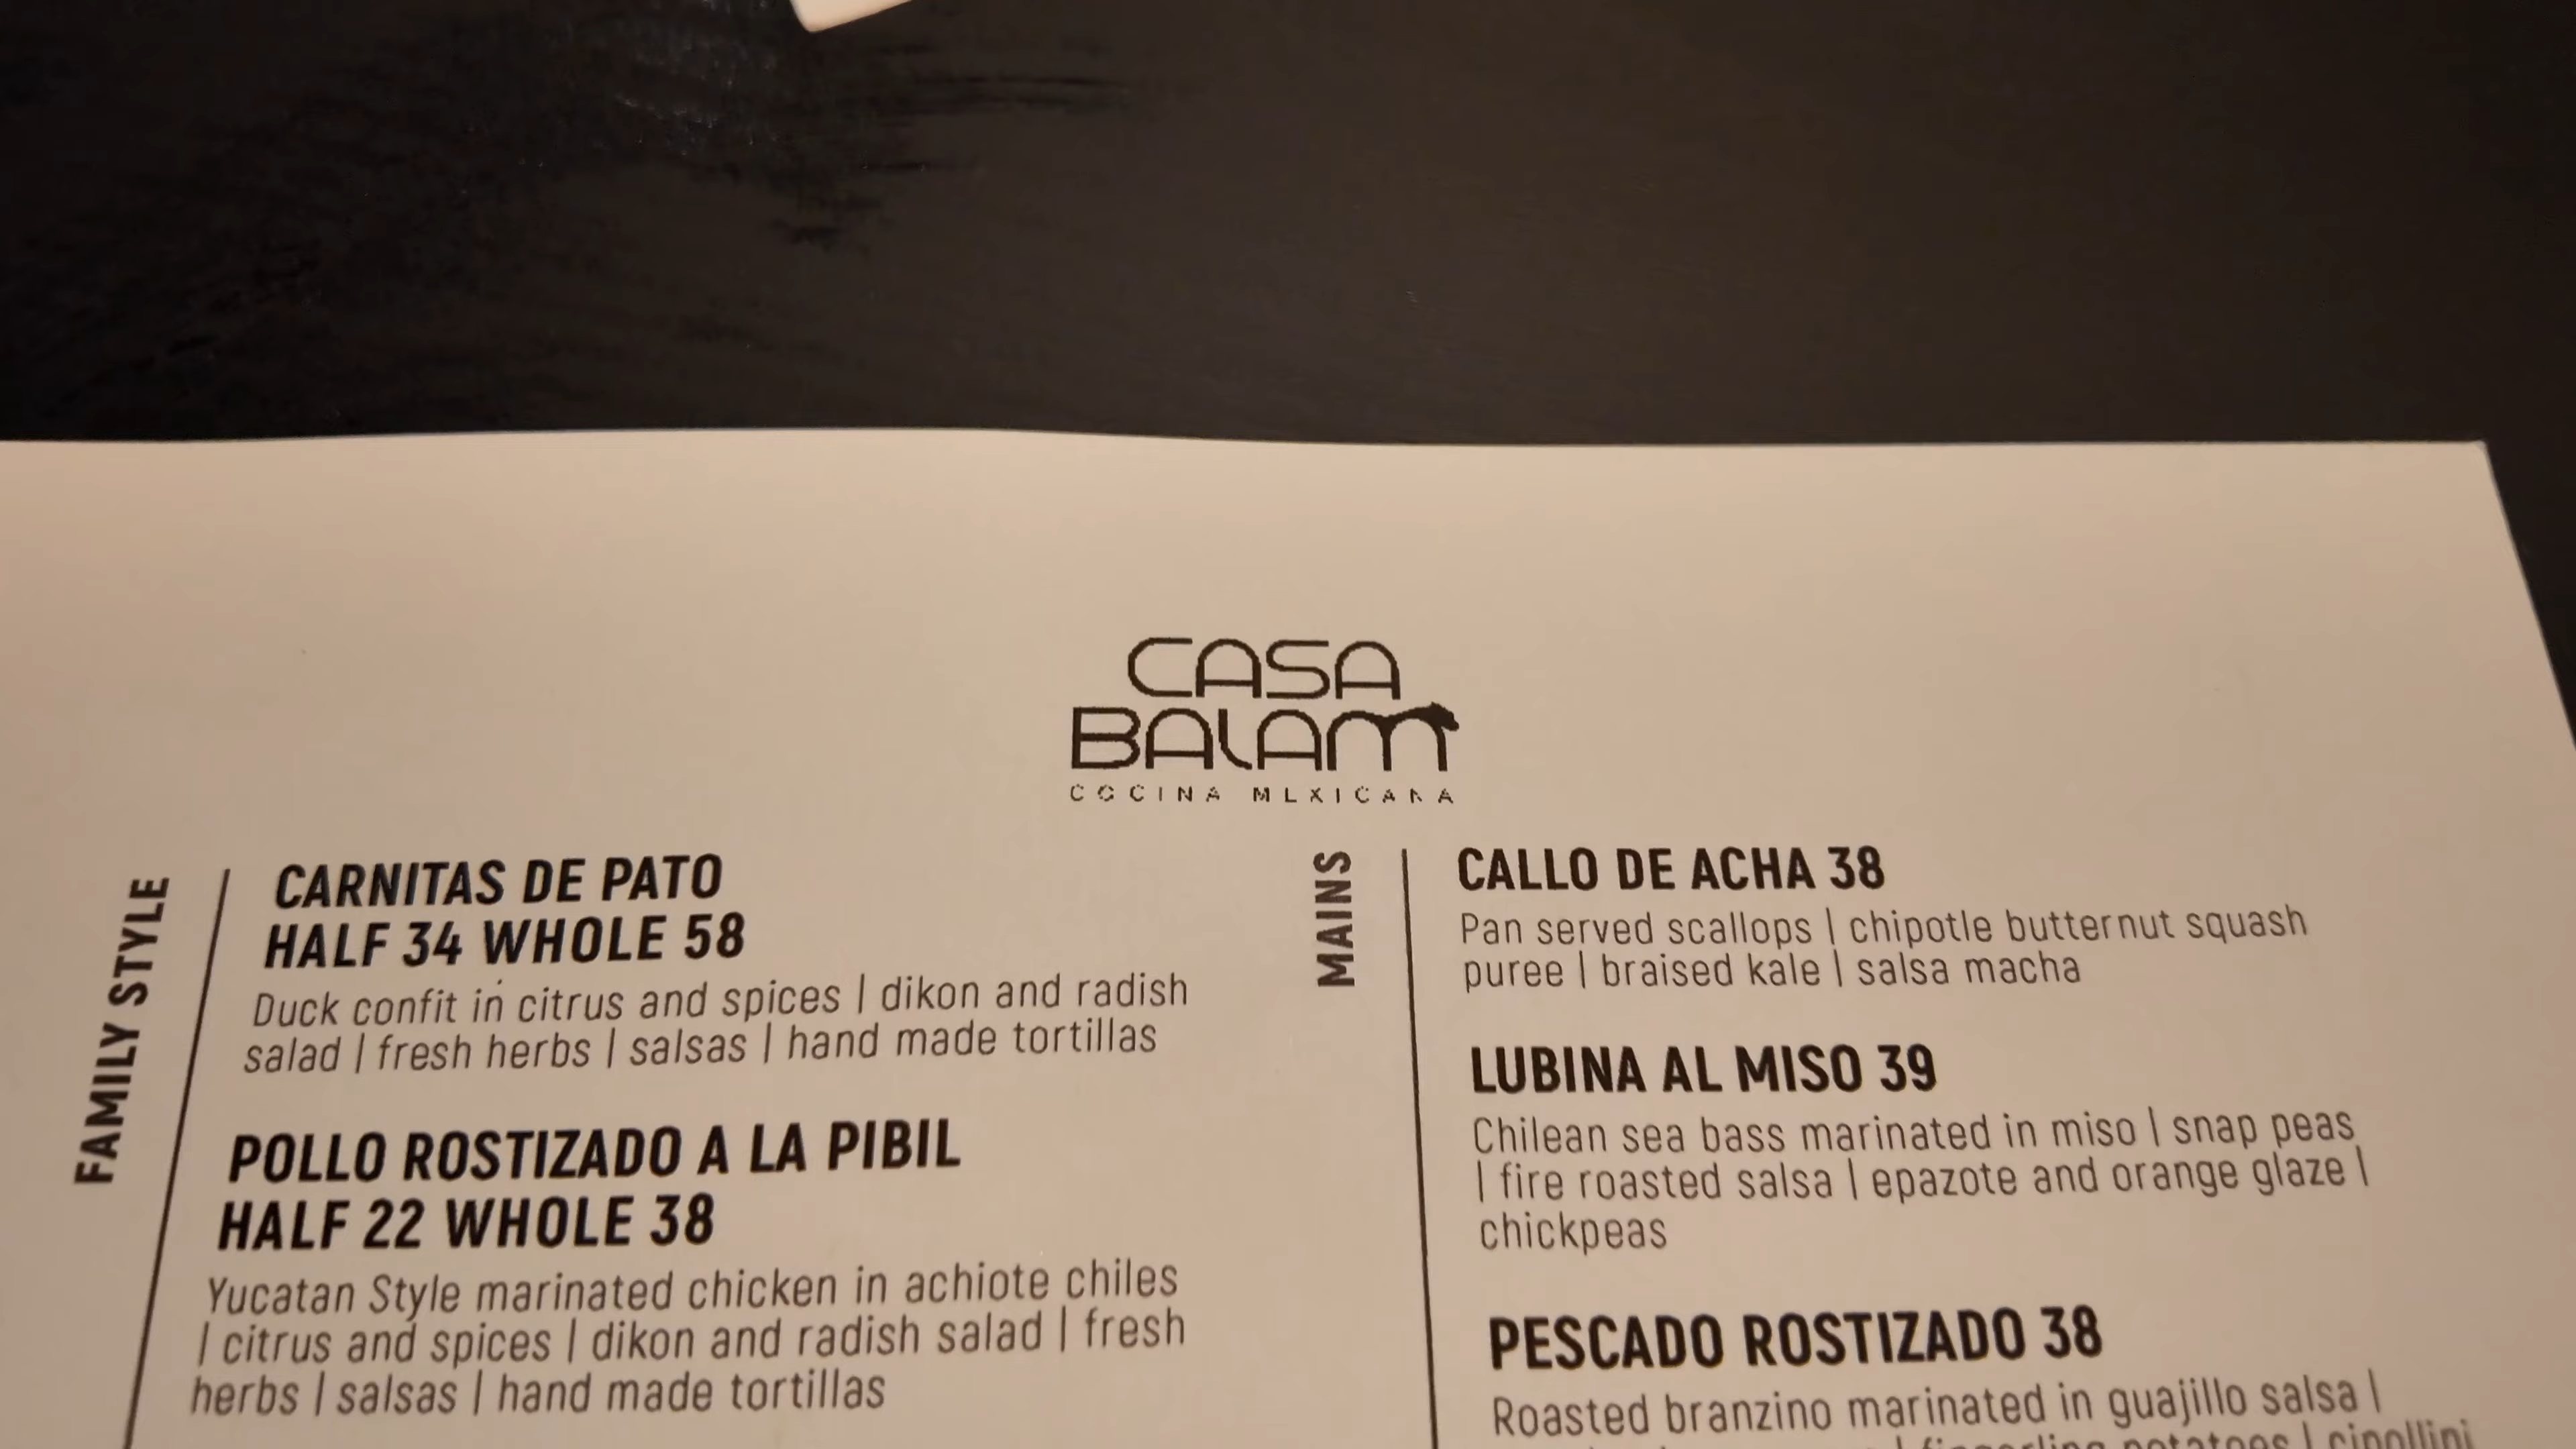 CASA
BALAM
COCINA MEXICANA
FAMILY STYLE
CARNITAS DE PATO
HALF 34 WHOLE 58
Duck confit in citrus and spices | dikon and radish
salad | fresh herbs | salsas | hand made tortillas
POLLO ROSTIZADO A LA PIBIL
HALF 22 WHOLE 38
Yucatan Style marinated chicken in achiote chiles
| citrus and spices | dikon and radish salad | fresh
herbs | salsas | hand made tortillas
MAINS
CALLO DE ACHA 38
Pan served scallops | chipotle butternut squash
puree | braised kale | salsa macha
LUBINA AL MISO 39
Chilean sea bass marinated in miso | snap peas
| fire roasted salsa | epazote and orange glaze |
chickpeas
PESCADO ROSTIZADO 38
Roasted branzino marinated in guajillo salsa |
| fingerling potatoes | cipollini